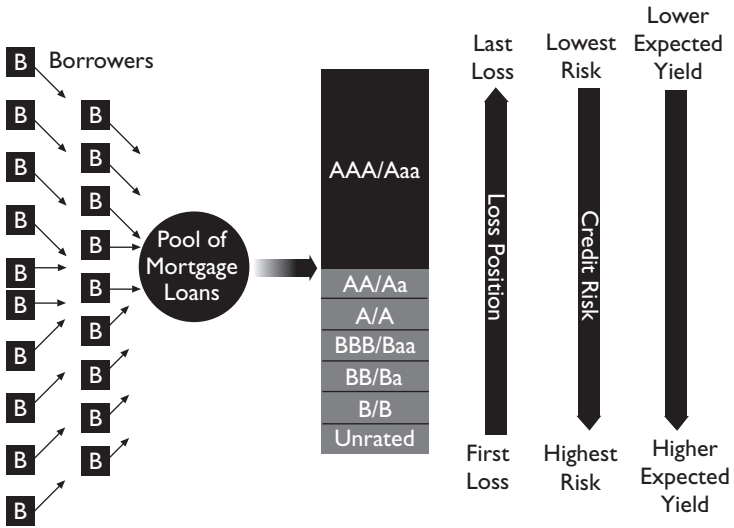 Lower
Last Lowest Expected
Loss Risk Yield
B Borrowers
B B
B B
AAA/Aaa
B B
B B
Pool of
Mortgage
Loans
B B
B
AA/Aa
A/A
B B
BBB/Baa
B B
BB/Ba
B B
B/B
B B
Unrated
B
Loss Position
Credit Risk
First Highest Higher
Loss Risk Expected
Yield